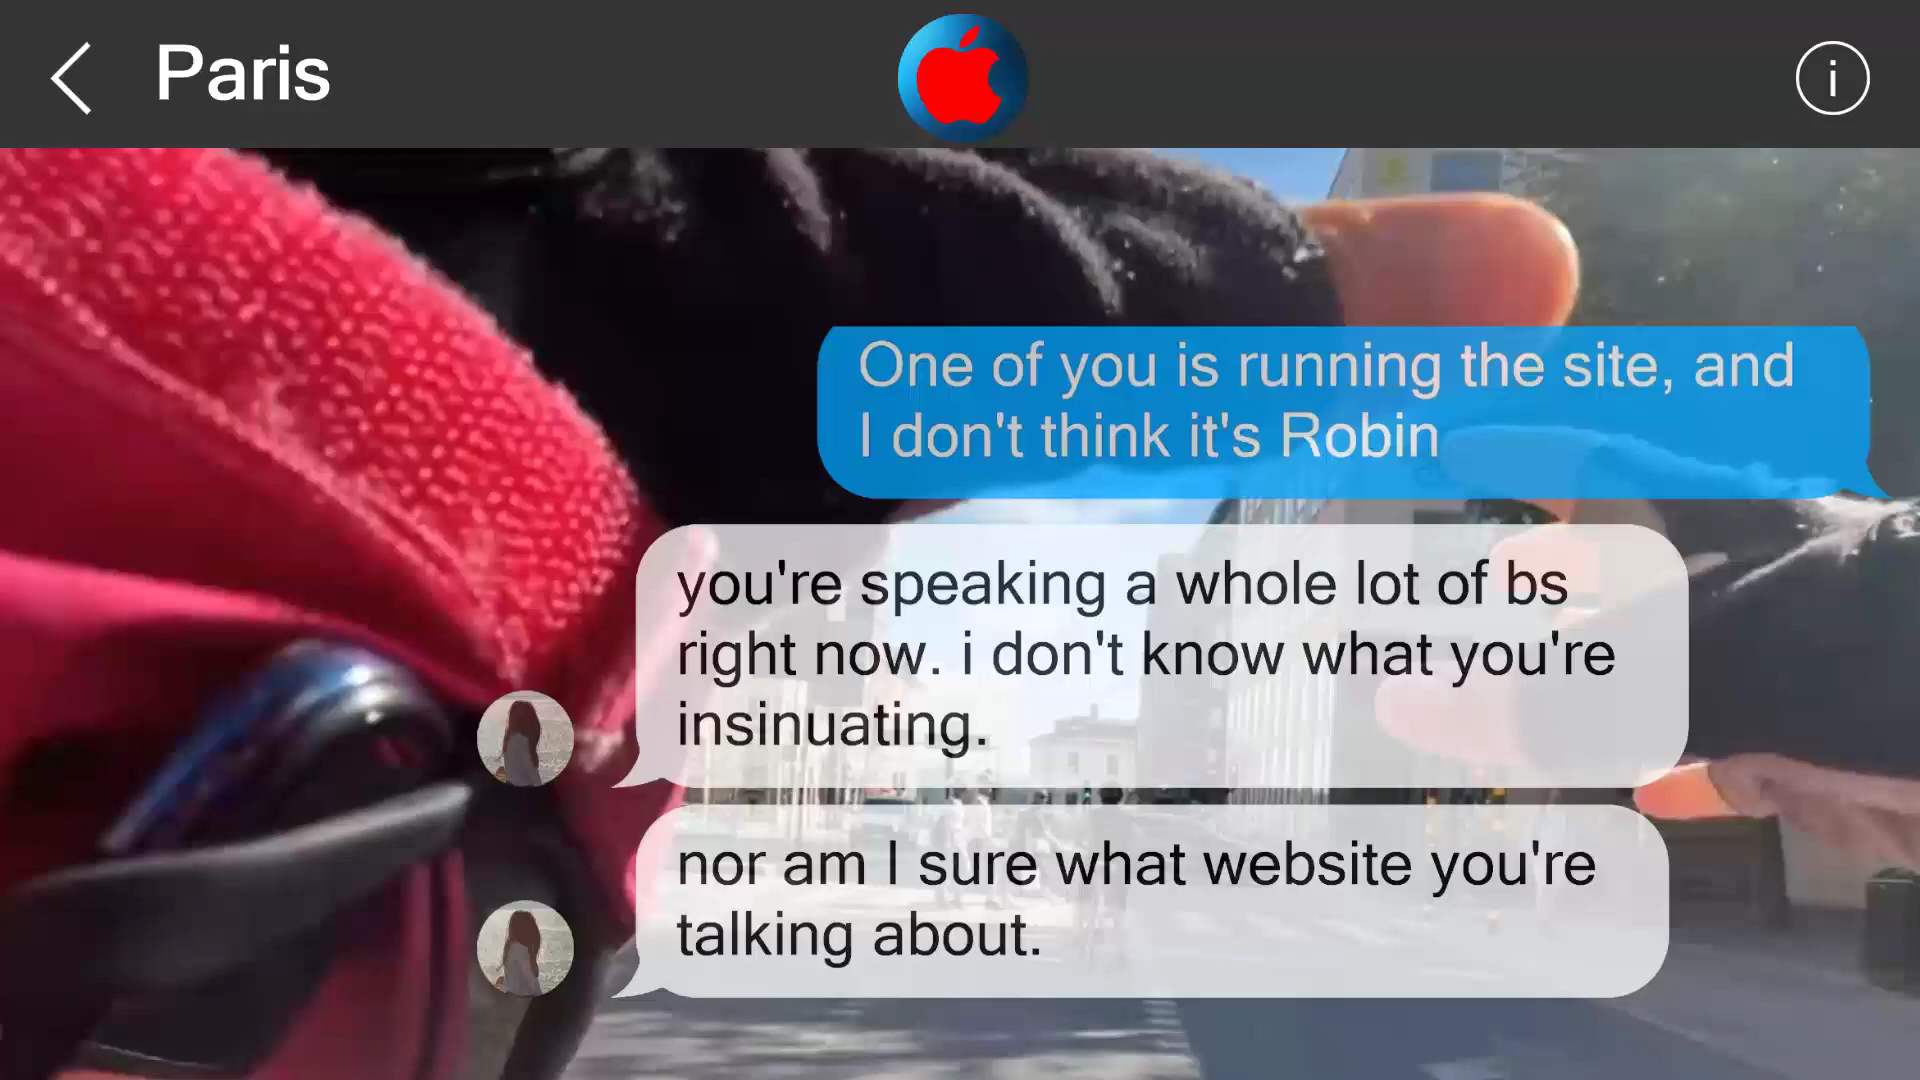 Paris
i
One of you is running the site, and
I don't think it's Robin
you're speaking a whole lot of bs
right now. i don't know what you're
insinuating.
nor am I sure what website you're
talking about.